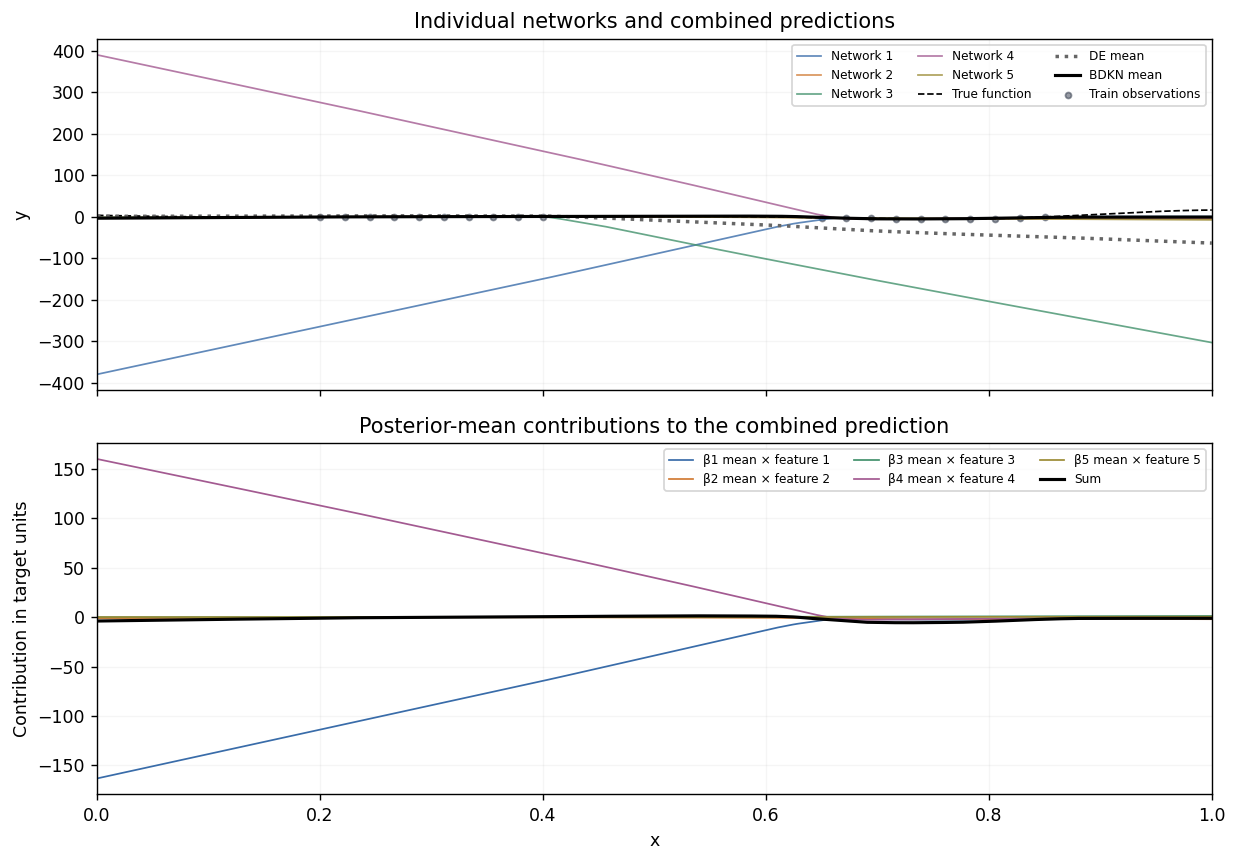 Individual networks and combined predictions
400
300
200
100
0
−100
−200
−300
−400
y
Network 1
Network 2
Network 3
Network 4
Network 5
True function
DE mean
BDKN mean
Train observations
Posterior-mean contributions to the combined prediction
150
100
50
0
−50
−100
−150
Contribution in target units
β1 mean × feature 1
β2 mean × feature 2
β3 mean × feature 3
β4 mean × feature 4
β5 mean × feature 5
Sum
0.0 0.2 0.4 0.6 0.8 1.0
x